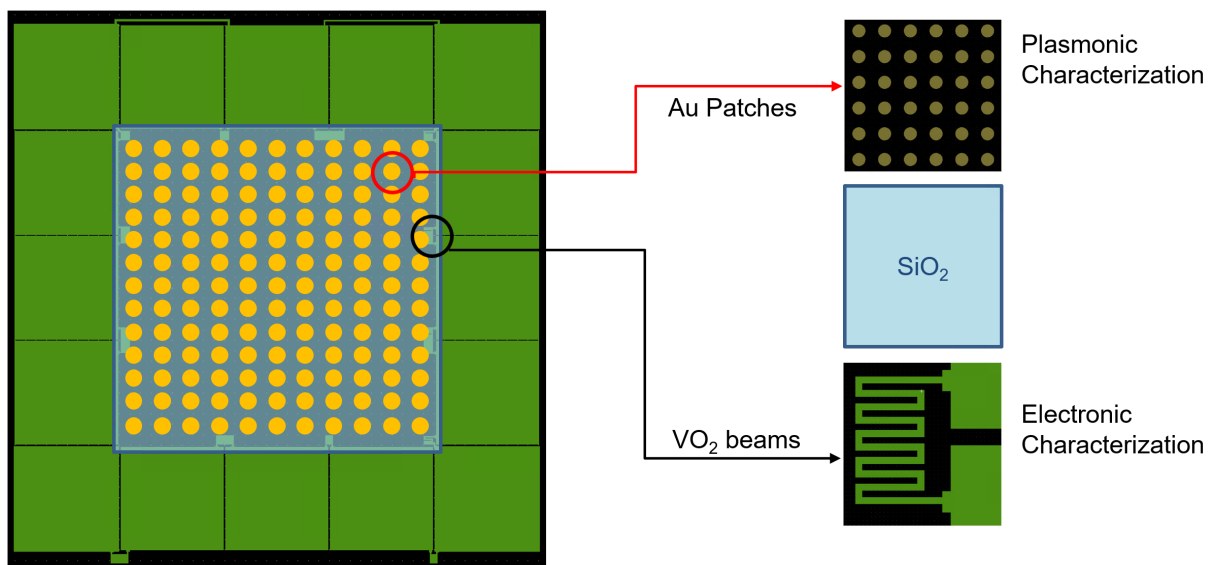 Plasmonic
Characterization
Au Patches
SiO₂
VO₂ beams
Electronic
Characterization